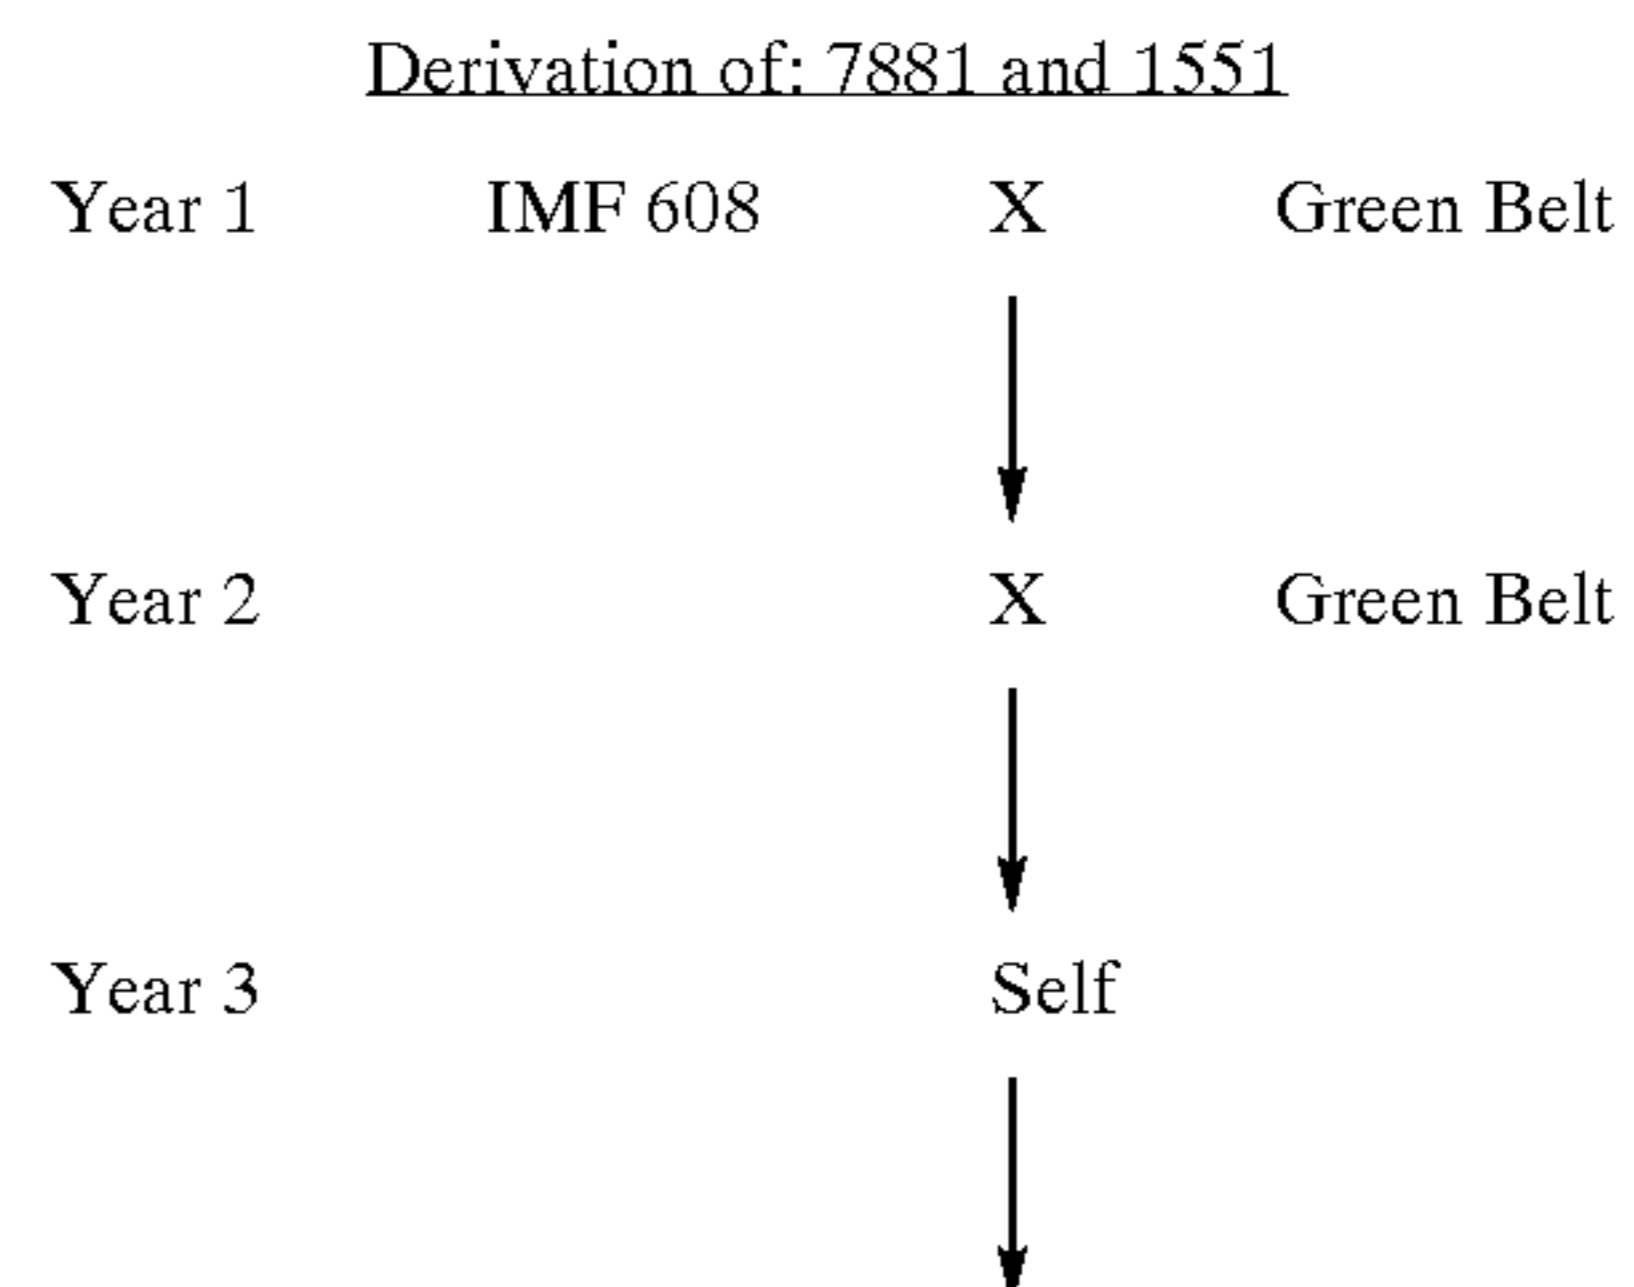 Derivation of: 7881 and 1551
Year 1 IMF 608 X Green Belt
Year 2 X Green Belt
Year 3 Self